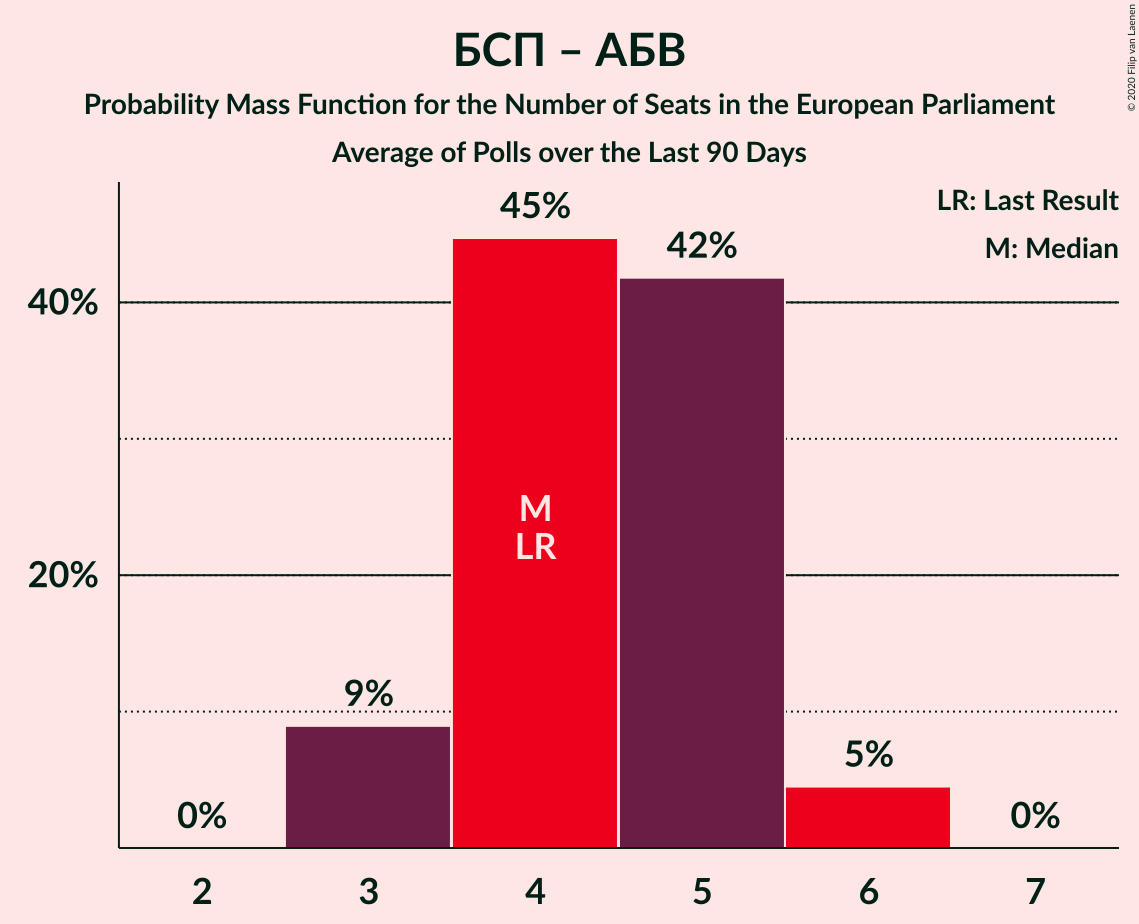 БСП – АБВ
Probability Mass Function for the Number of Seats in the European Parliament
Average of Polls over the Last 90 Days
© 2020 Filip van Laenen
LR: Last Result
M: Median
45%
42%
40%
M
LR
20%
9%
5%
0%
0%
2 3 4 5 6 7